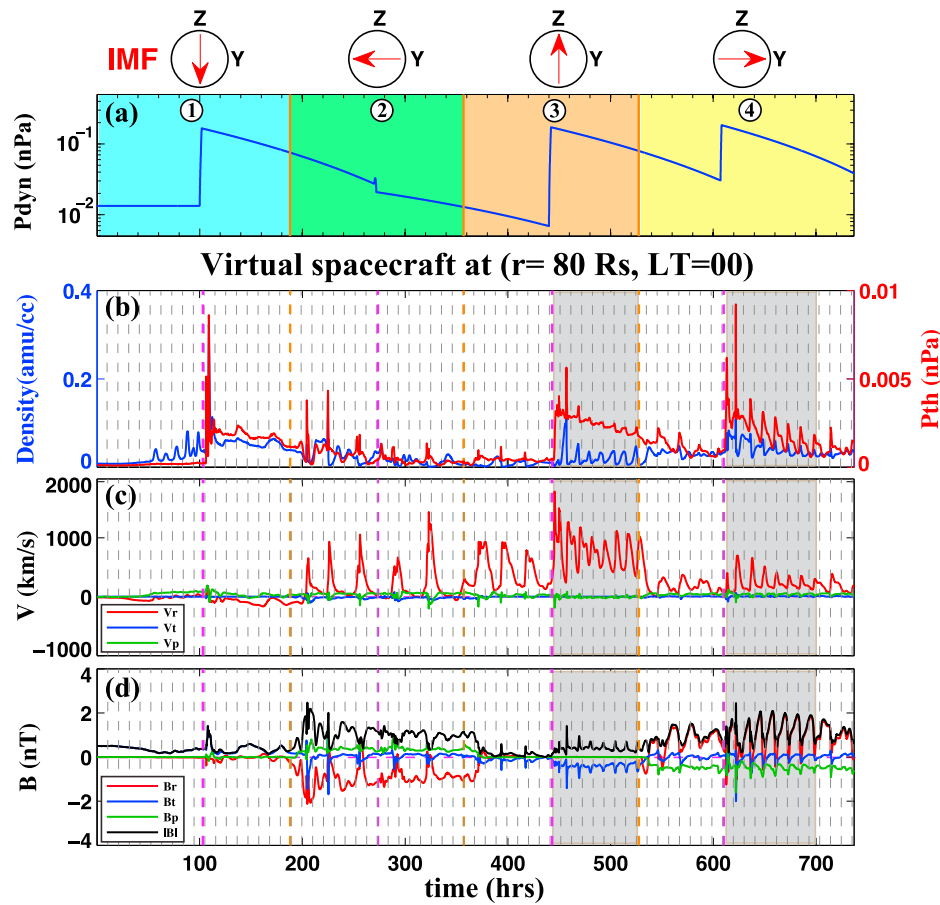 Z Z Z Z
IMF Y Y Y Y
(a) 1 2 3 4
Pdyn (nPa)
10⁻¹
10⁻²
Virtual spacecraft at (r= 80 Rs, LT=00)
(b)
Density(amu/cc)
0.4
0.2
0
Pth (nPa)
0.01
0.005
0
(c)
V (km/s)
2000
1000
0
−1000
Vr
Vt
Vp
(d)
B (nT)
4
2
0
−2
−4
Br
Bt
Bp
IBI
100 200 300 400 500 600 700
time (hrs)